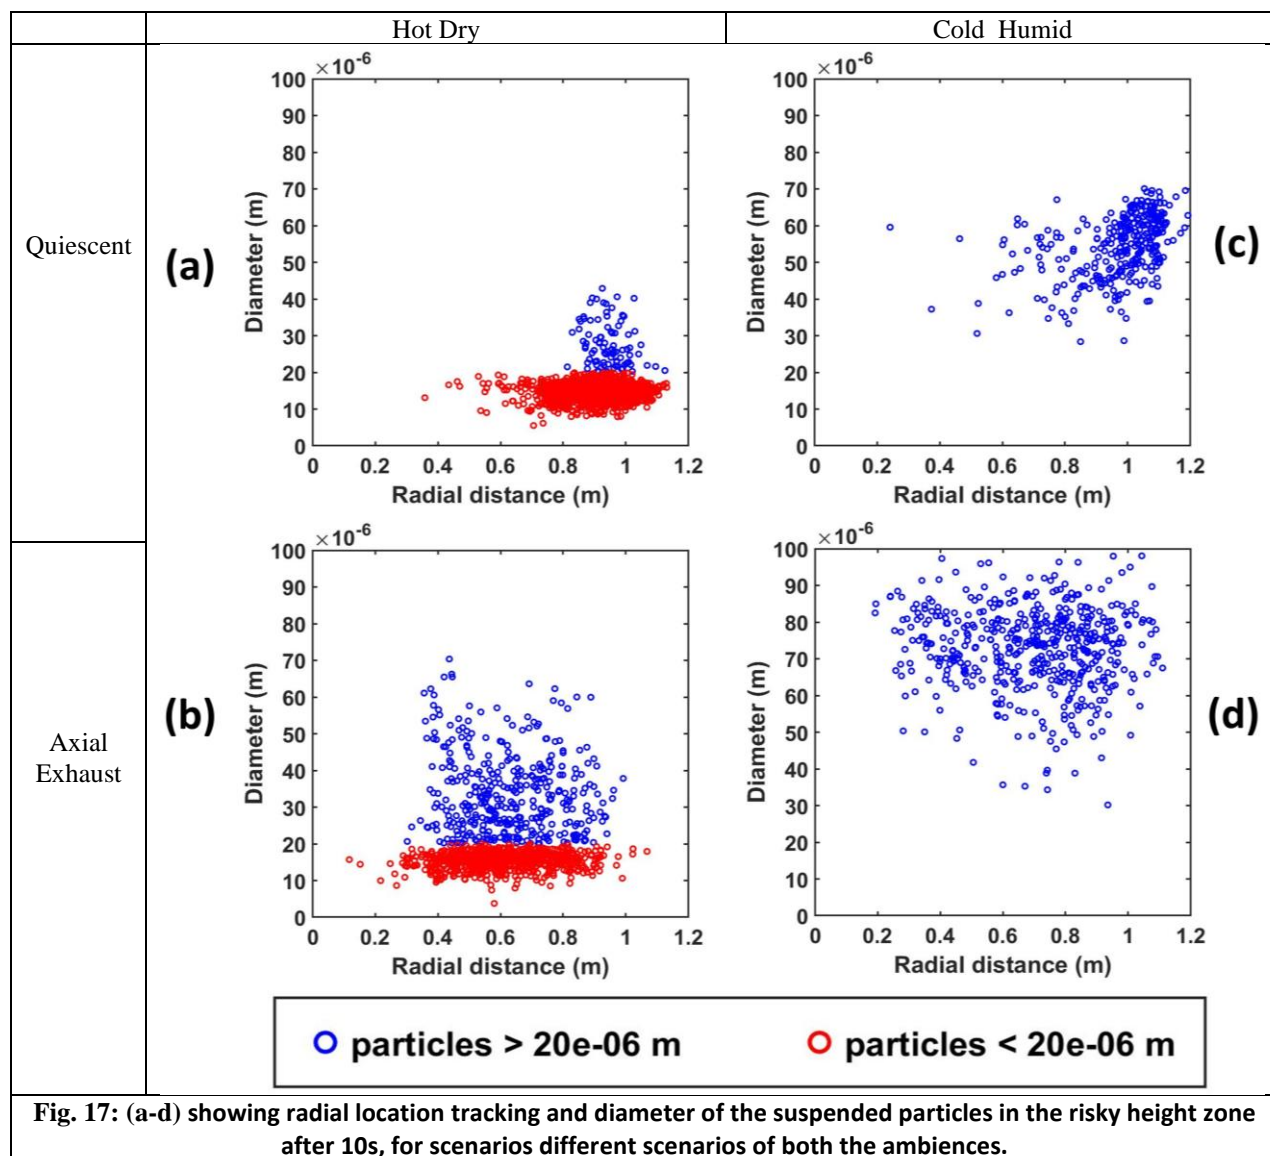 Hot Dry
Cold Humid
Quiescent
(a)
×10-6
100
90
80
70
60
50
40
30
20
10
0
Diameter (m)
0 0.2 0.4 0.6 0.8 1 1.2
Radial distance (m)
×10-6
100
90
80
70
60
50
40
30
20
10
0
Diameter (m)
0 0.2 0.4 0.6 0.8 1 1.2
Radial distance (m)
(c)
Axial
Exhaust
(b)
×10-6
100
90
80
70
60
50
40
30
20
10
0
Diameter (m)
0 0.2 0.4 0.6 0.8 1 1.2
Radial distance (m)
×10-6
100
90
80
70
60
50
40
30
20
10
0
Diameter (m)
0 0.2 0.4 0.6 0.8 1 1.2
Radial distance (m)
(d)
particles > 20e-06 m
particles < 20e-06 m
Fig. 17: (a-d) showing radial location tracking and diameter of the suspended particles in the risky height zone
after 10s, for scenarios different scenarios of both the ambiences.